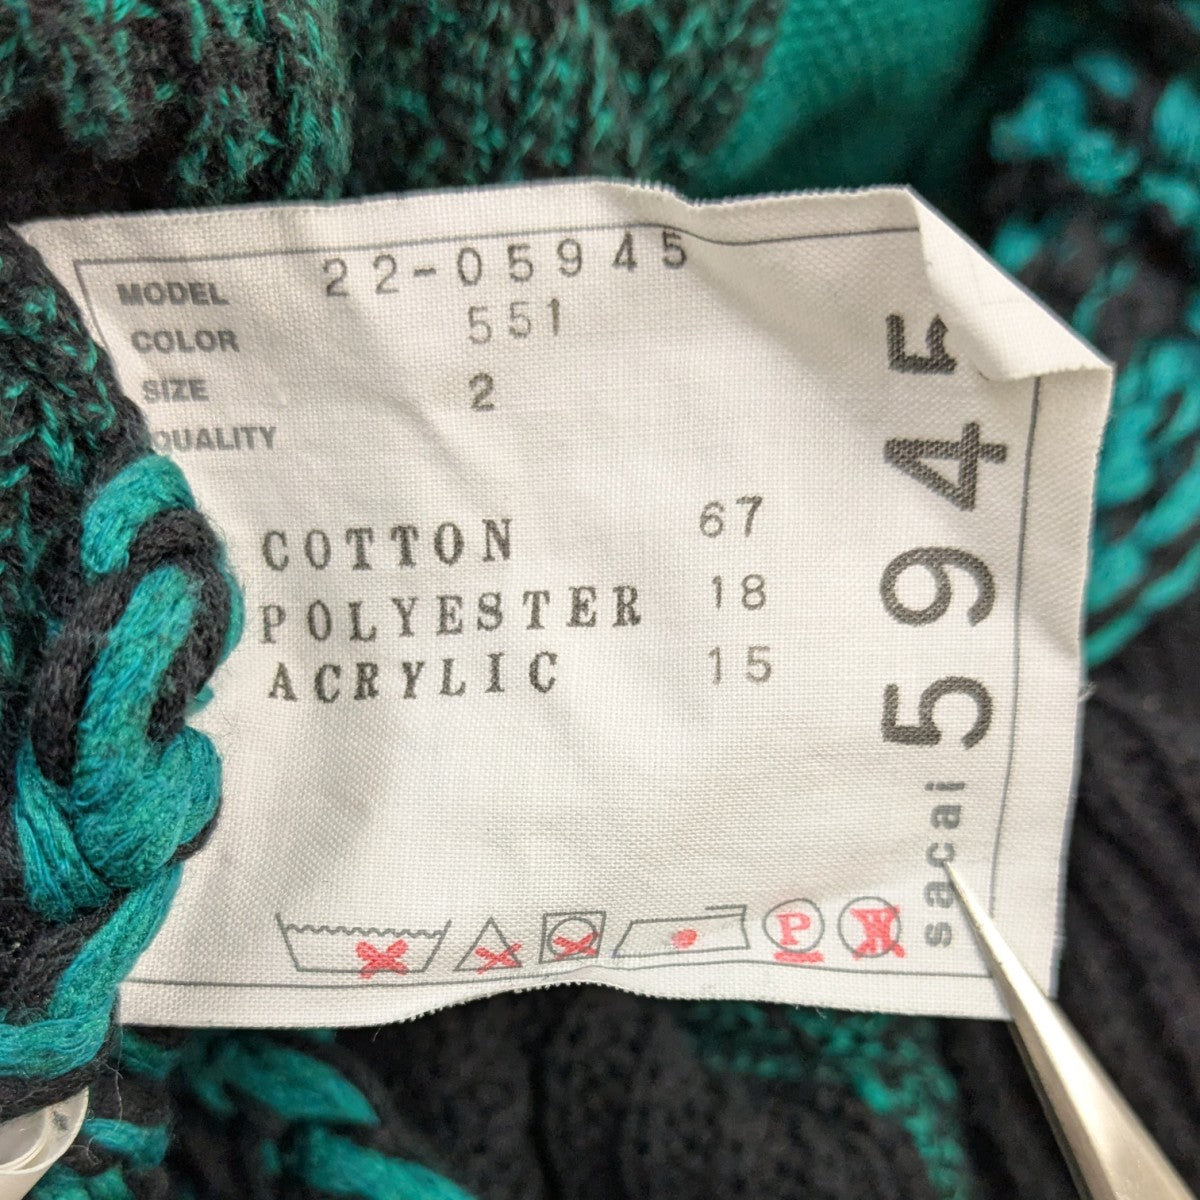 MODEL 22-05945
COLOR 551
SIZE 2
QUALITY
COTTON 67
POLYESTER 18
ACRYLIC 15
P
W
sacai 5945